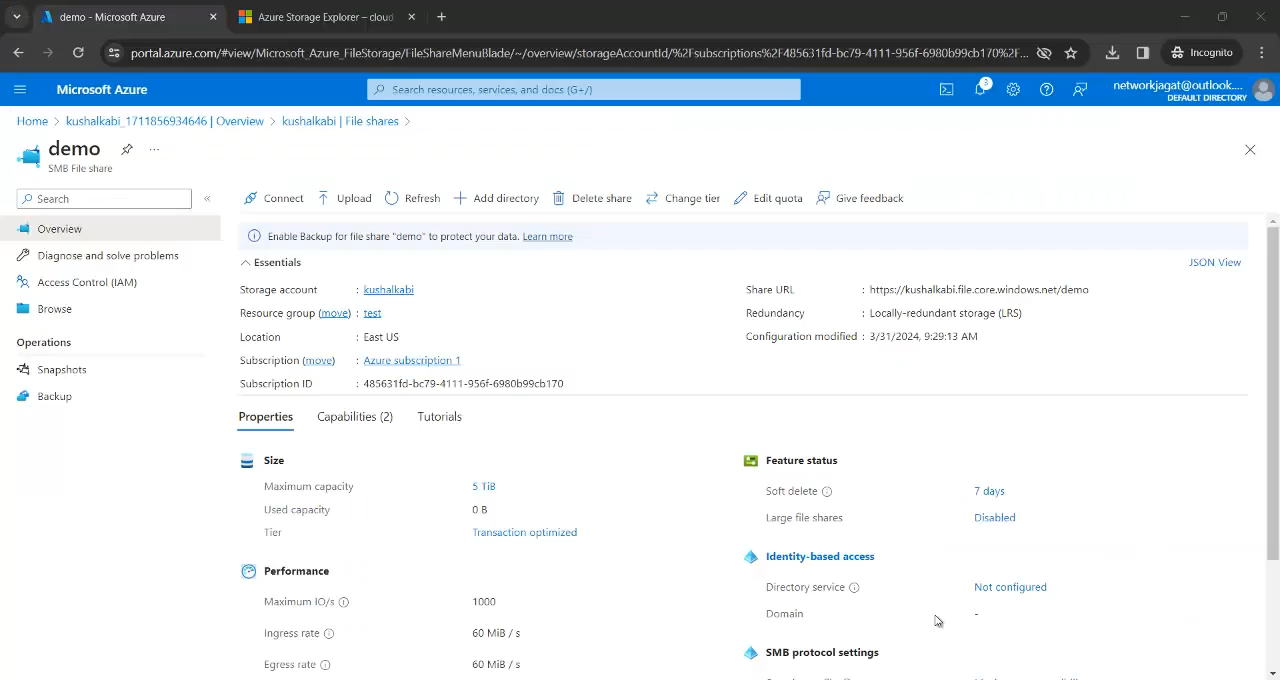 demo - Microsoft Azure
Azure Storage Explorer – cloud
portal.azure.com/#view/Microsoft_Azure_FileStorage/FileShareMenuBlade/~/overview/storageAccountId/%2Fsubscriptions%2F485631fd-bc79-4111-956f-6980b99cb170%2F...
Incognito
Microsoft Azure
Search resources, services, and docs (G+/)
3
networkjagat@outlook....
DEFAULT DIRECTORY
Home > kushalkabi_1711856934646 | Overview > kushalkabi | File shares >
demo
...
SMB File share
Search
«
Connect
Upload
Refresh
Add directory
Delete share
Change tier
Edit quota
Give feedback
Overview
Diagnose and solve problems
Access Control (IAM)
Browse
Operations
Snapshots
Backup
Enable Backup for file share "demo" to protect your data. Learn more
Essentials
JSON View
Storage account : kushalkabi
Resource group (move) : test
Location : East US
Subscription (move) : Azure subscription 1
Subscription ID : 485631fd-bc79-4111-956f-6980b99cb170
Share URL : https://kushalkabi.file.core.windows.net/demo
Redundancy : Locally-redundant storage (LRS)
Configuration modified : 3/31/2024, 9:29:13 AM
Properties
Capabilities (2)
Tutorials
Size
Maximum capacity 5 TiB
Used capacity 0 B
Tier Transaction optimized
Performance
Maximum IO/s 1000
Ingress rate 60 MiB / s
Egress rate 60 MiB / s
Feature status
Soft delete 7 days
Large file shares Disabled
Identity-based access
Directory service Not configured
Domain -
SMB protocol settings